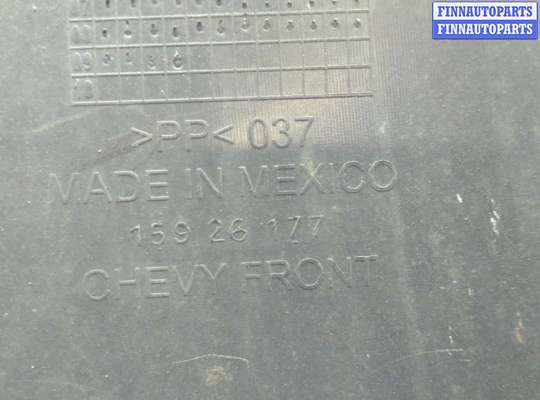 FINNAUTOPARTS
FINNAUTOPARTS
>PP< 037
MADE IN MEXICO
159 26 177
CHEVY FRONT